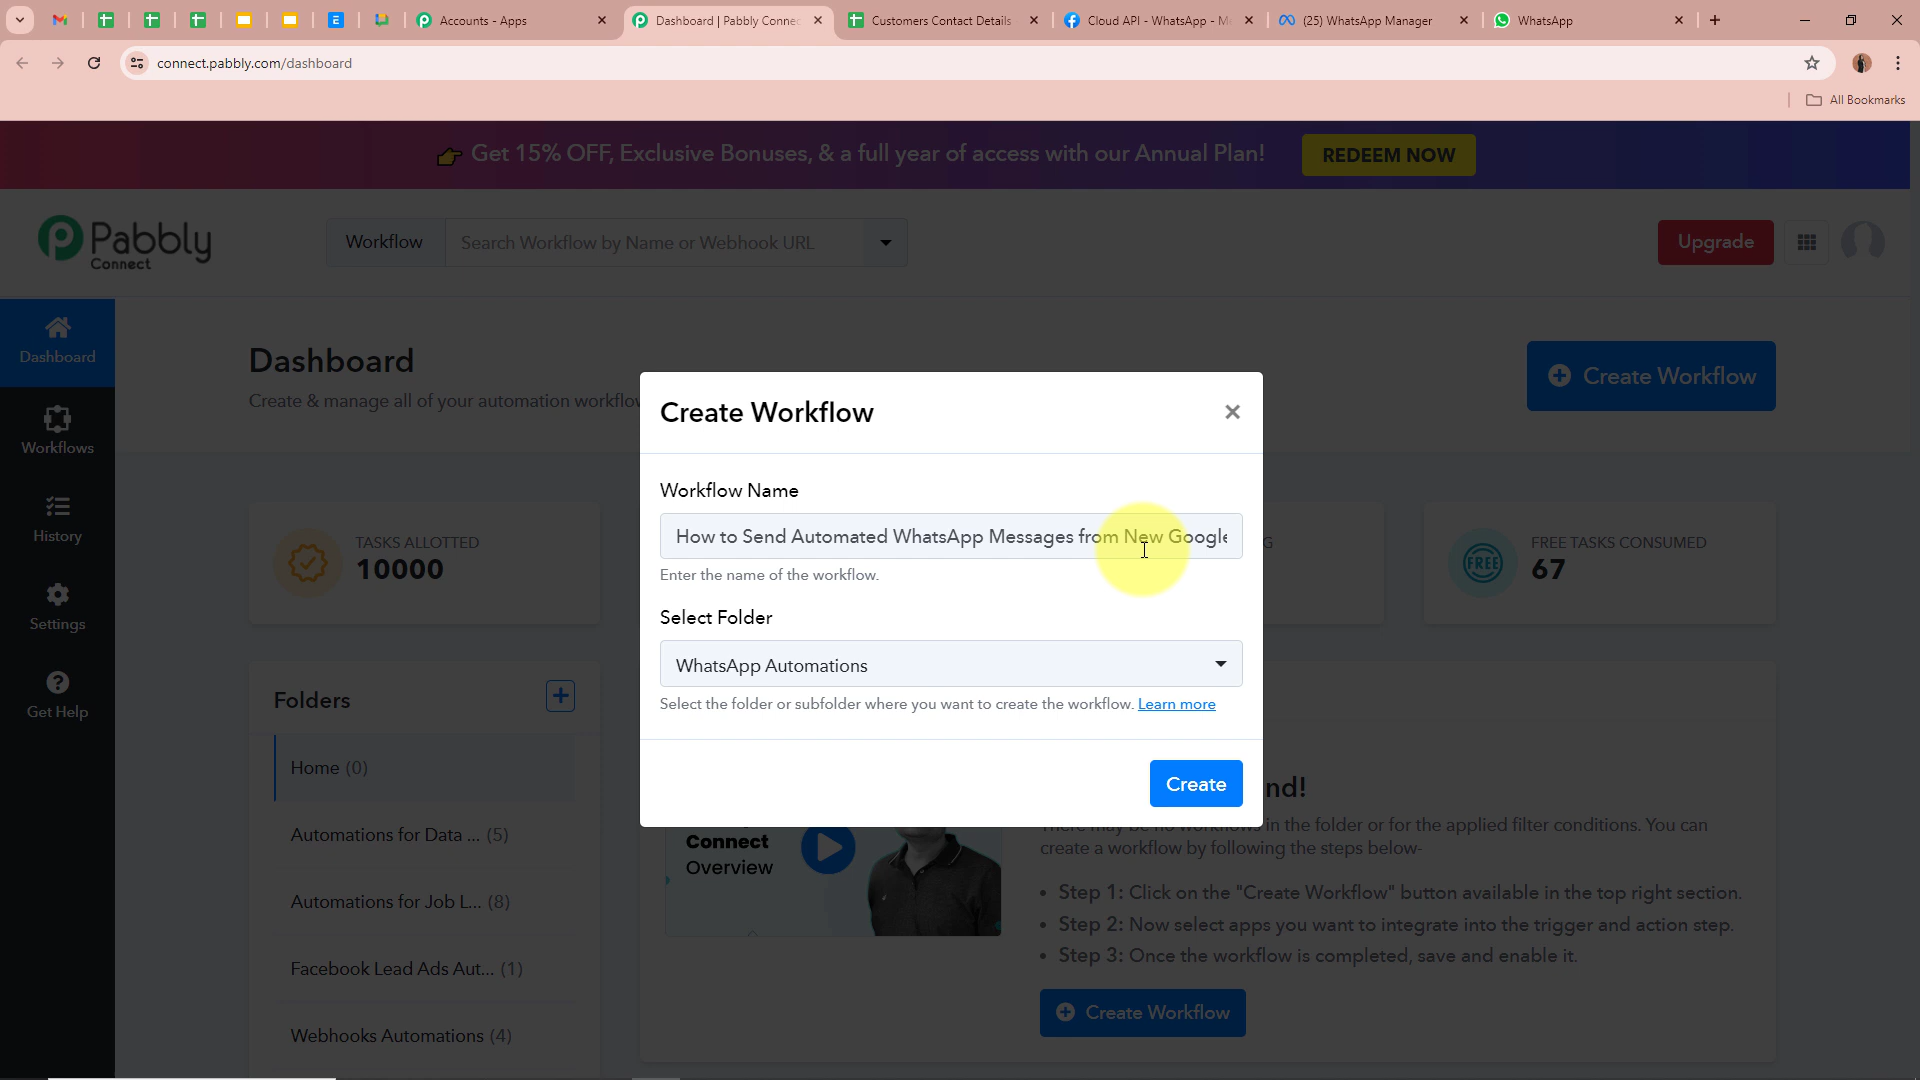 Accounts - Apps
Dashboard | Pabbly Connec
Customers Contact Details
Cloud API - WhatsApp - M
(25) WhatsApp Manager
WhatsApp
connect.pabbly.com/dashboard
All Bookmarks
Get 15% OFF, Exclusive Bonuses, & a full year of access with our Annual Plan!
REDEEM NOW
Pabbly
Connect
Workflow
Search Workflow by Name or Webhook URL
Upgrade
Dashboard
Workflows
History
Settings
Get Help
Dashboard
Create & manage all of your automation workflow
Create Workflow
TASKS ALLOTTED
10000
G
FREE
FREE TASKS CONSUMED
67
Folders
Home (0)
Automations for Data ... (5)
Automations for Job L... (8)
Facebook Lead Ads Aut... (1)
Webhooks Automations (4)
Create Workflow
Workflow Name
How to Send Automated WhatsApp Messages from New Google
Enter the name of the workflow.
Select Folder
WhatsApp Automations
Select the folder or subfolder where you want to create the workflow. Learn more
Create
Connect
Overview
nd!
There may be no workflows in the folder or for the applied filter conditions. You can
create a workflow by following the steps below-
• Step 1: Click on the "Create Workflow" button available in the top right section.
• Step 2: Now select apps you want to integrate into the trigger and action step.
• Step 3: Once the workflow is completed, save and enable it.
Create Workflow